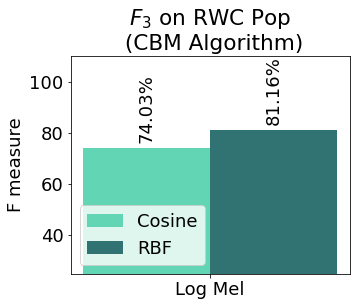 F₃ on RWC Pop
(CBM Algorithm)
F measure
100
80
60
40
74.03%
81.16%
Cosine
RBF
Log Mel